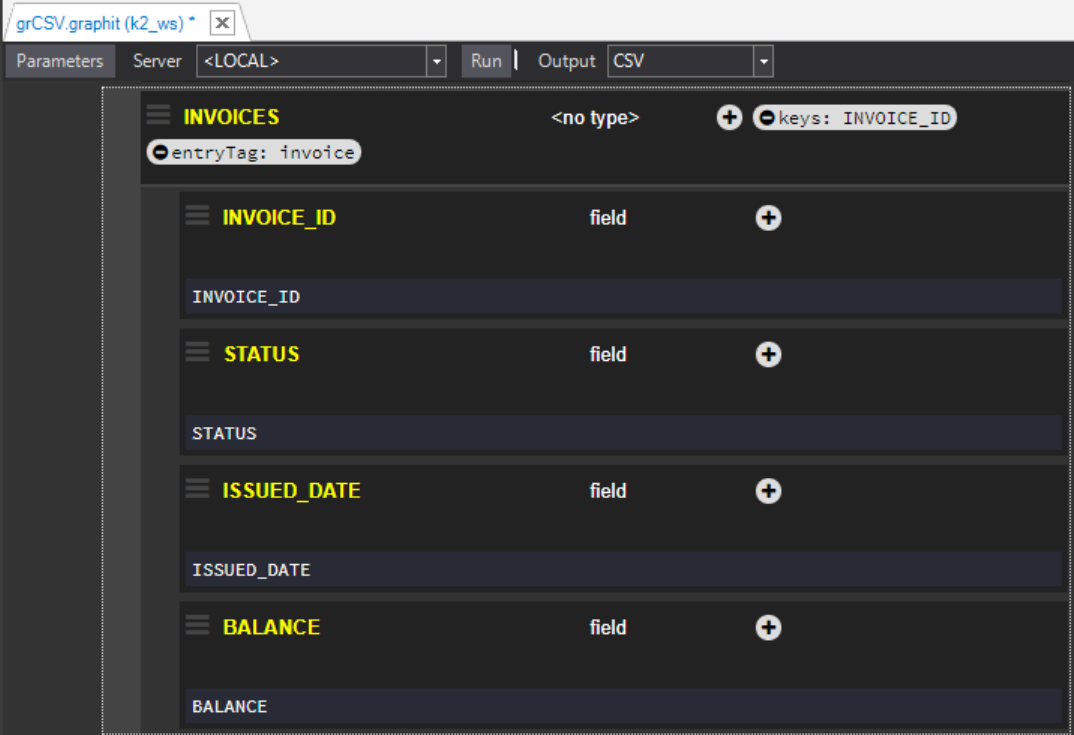 grCSV.graphit (k2_ws) *
Parameters Server <LOCAL> Run Output CSV
INVOICES <no type> keys: INVOICE_ID
entryTag: invoice
INVOICE_ID field
INVOICE_ID
STATUS field
STATUS
ISSUED_DATE field
ISSUED_DATE
BALANCE field
BALANCE